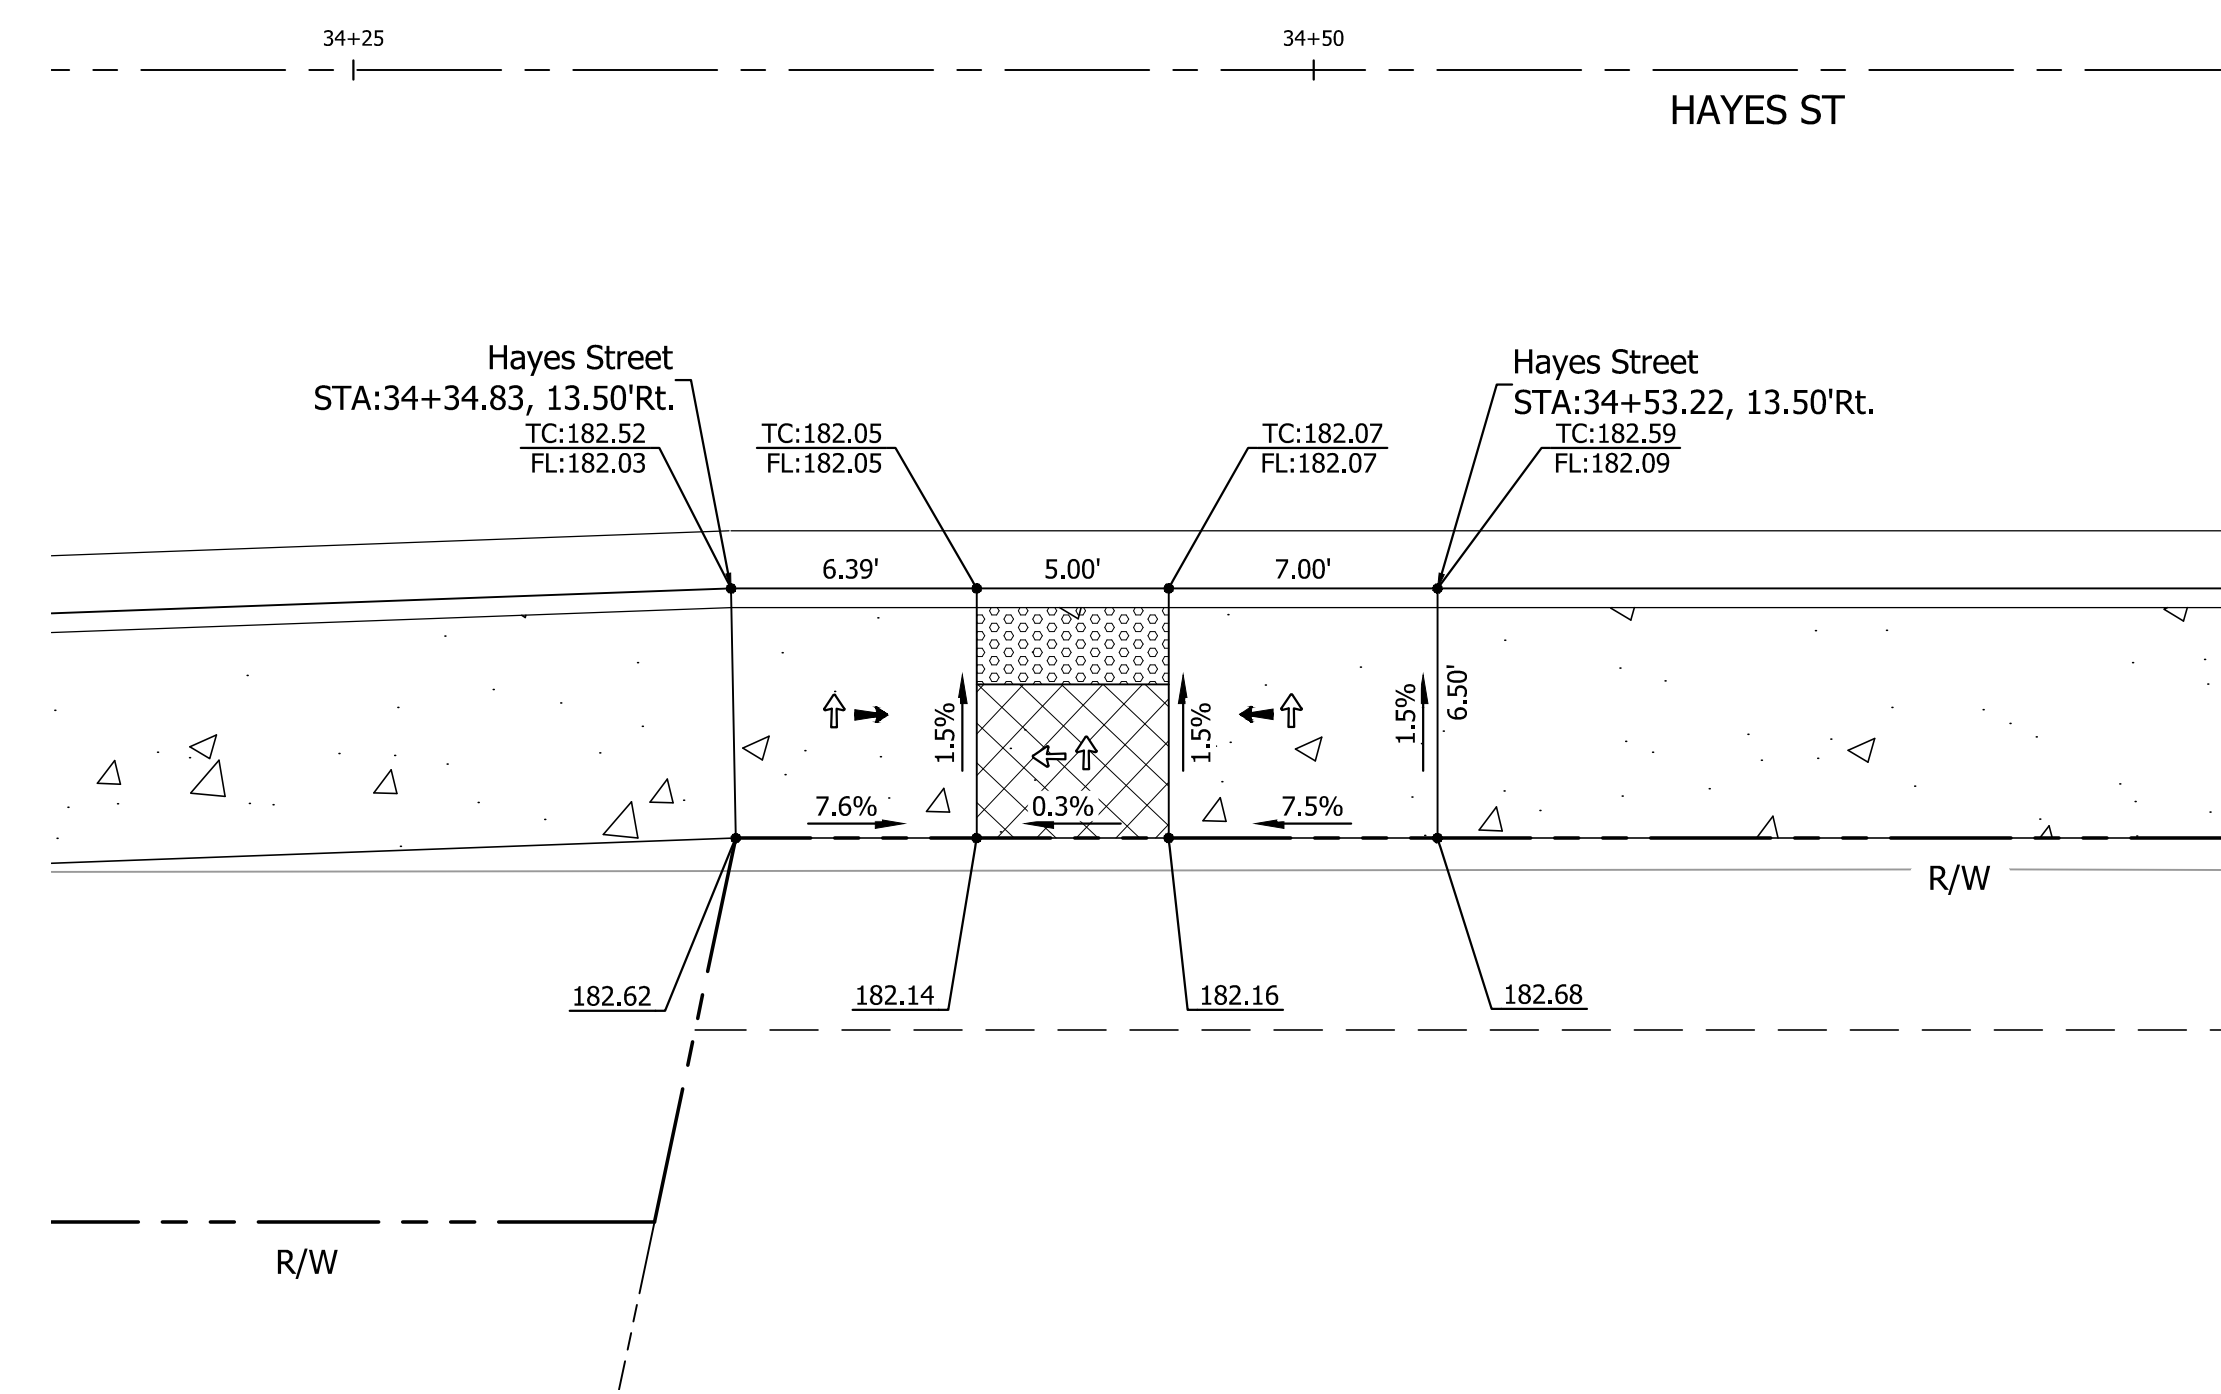 34+25
34+50
HAYES ST
Hayes Street
STA:34+34.83, 13.50'Rt.
Hayes Street
STA:34+53.22, 13.50'Rt.
TC:182.52
FL:182.03
TC:182.05
FL:182.05
TC:182.07
FL:182.07
TC:182.59
FL:182.09
6.39'
5.00'
7.00'
1.5%
1.5%
1.5%
6.50'
7.6%
0.3%
7.5%
R/W
182.62
182.14
182.16
182.68
R/W